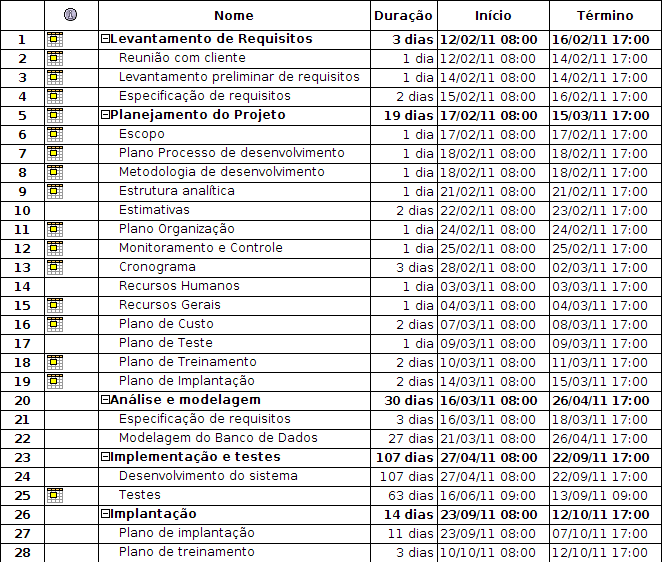 Nome Duração Início Término
1 Levantamento de Requisitos 3 dias 12/02/11 08:00 16/02/11 17:00
2 Reunião com cliente 1 dia 12/02/11 08:00 14/02/11 17:00
3 Levantamento preliminar de requisitos 1 dia 14/02/11 08:00 14/02/11 17:00
4 Especificação de requisitos 2 dias 15/02/11 08:00 16/02/11 17:00
5 Planejamento do Projeto 19 dias 17/02/11 08:00 15/03/11 17:00
6 Escopo 1 dia 17/02/11 08:00 17/02/11 17:00
7 Plano Processo de desenvolvimento 1 dia 18/02/11 08:00 18/02/11 17:00
8 Metodologia de desenvolvimento 1 dia 18/02/11 08:00 18/02/11 17:00
9 Estrutura analítica 1 dia 21/02/11 08:00 21/02/11 17:00
10 Estimativas 2 dias 22/02/11 08:00 23/02/11 17:00
11 Plano Organização 1 dia 24/02/11 08:00 24/02/11 17:00
12 Monitoramento e Controle 1 dia 25/02/11 08:00 25/02/11 17:00
13 Cronograma 3 dias 28/02/11 08:00 02/03/11 17:00
14 Recursos Humanos 1 dia 03/03/11 08:00 03/03/11 17:00
15 Recursos Gerais 1 dia 04/03/11 08:00 04/03/11 17:00
16 Plano de Custo 2 dias 07/03/11 08:00 08/03/11 17:00
17 Plano de Teste 1 dia 09/03/11 08:00 09/03/11 17:00
18 Plano de Treinamento 2 dias 10/03/11 08:00 11/03/11 17:00
19 Plano de Implantação 2 dias 14/03/11 08:00 15/03/11 17:00
20 Análise e modelagem 30 dias 16/03/11 08:00 26/04/11 17:00
21 Especificação de requisitos 3 dias 16/03/11 08:00 18/03/11 17:00
22 Modelagem do Banco de Dados 27 dias 21/03/11 08:00 26/04/11 17:00
23 Implementação e testes 107 dias 27/04/11 08:00 22/09/11 17:00
24 Desenvolvimento do sistema 107 dias 27/04/11 08:00 22/09/11 17:00
25 Testes 63 dias 16/06/11 09:00 13/09/11 09:00
26 Implantação 14 dias 23/09/11 08:00 12/10/11 17:00
27 Plano de implantação 11 dias 23/09/11 08:00 07/10/11 17:00
28 Plano de treinamento 3 dias 10/10/11 08:00 12/10/11 17:00